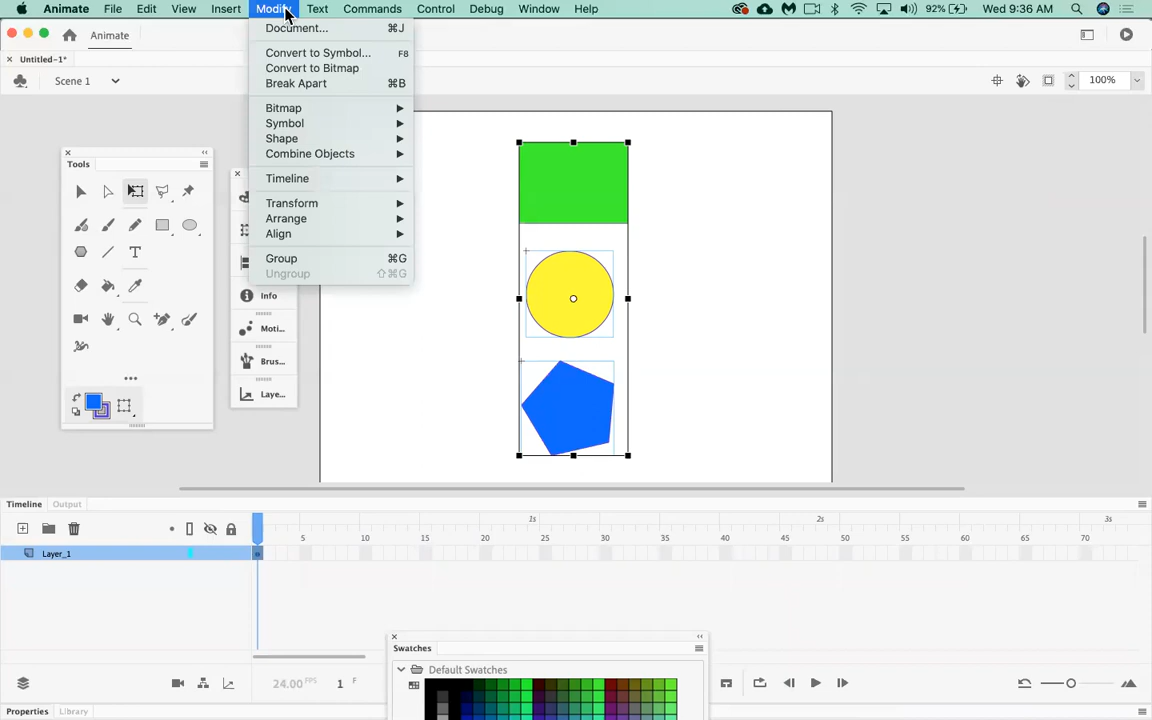 Animate File Edit View Insert Modify Text Commands Control Debug Window Help 92% Wed 9:36 AM
Animate
Untitled-1*
Scene 1
100%
Document... ⌘J
Convert to Symbol... F8
Convert to Bitmap
Break Apart ⌘B
Bitmap
Symbol
Shape
Combine Objects
Timeline
Transform
Arrange
Align
Group ⌘G
Ungroup ⇧⌘G
Tools
Info
Moti...
Brus...
Laye...
Timeline Output
1s 2s 3s
5 10 15 20 25 30 35 40 45 50 55 60 65 70
Layer_1
Swatches
Default Swatches
24.00 FPS 1 F
Properties Library